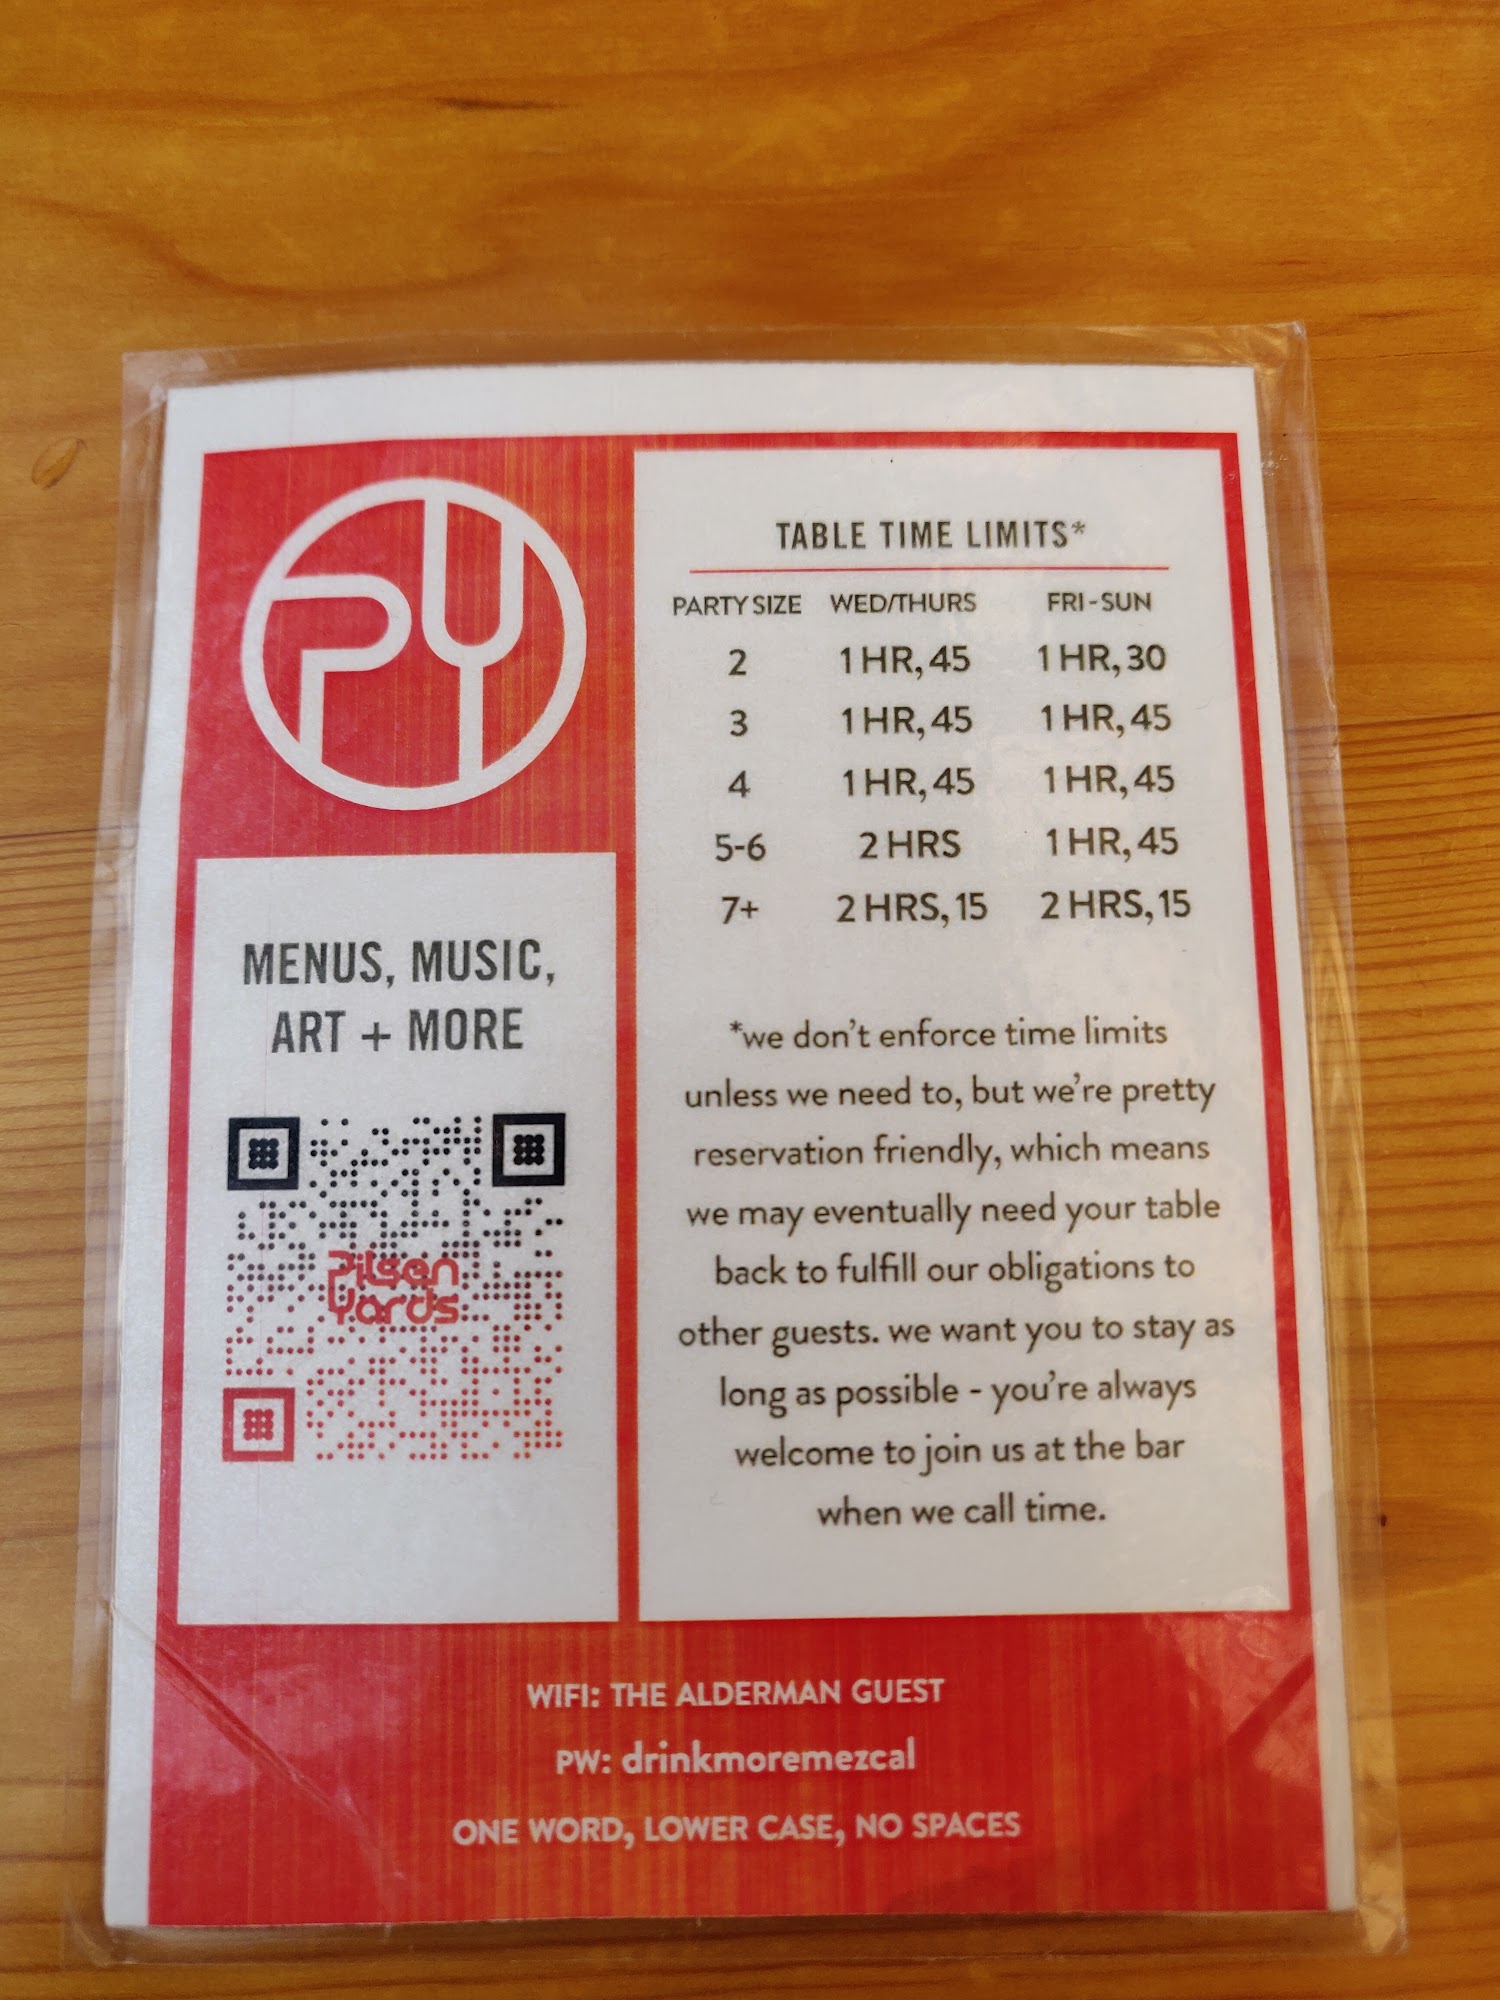 PY
MENUS, MUSIC,
ART + MORE
Pilsen
Yards
TABLE TIME LIMITS*
PARTY SIZE WED/THURS FRI-SUN
2 1 HR, 45 1 HR, 30
3 1 HR, 45 1 HR, 45
4 1 HR, 45 1 HR, 45
5-6 2 HRS 1 HR, 45
7+ 2 HRS, 15 2 HRS, 15
*we don't enforce time limits
unless we need to, but we're pretty
reservation friendly, which means
we may eventually need your table
back to fulfill our obligations to
other guests. we want you to stay as
long as possible - you're always
welcome to join us at the bar
when we call time.
WIFI: THE ALDERMAN GUEST
PW: drinkmoremezcal
ONE WORD, LOWER CASE, NO SPACES